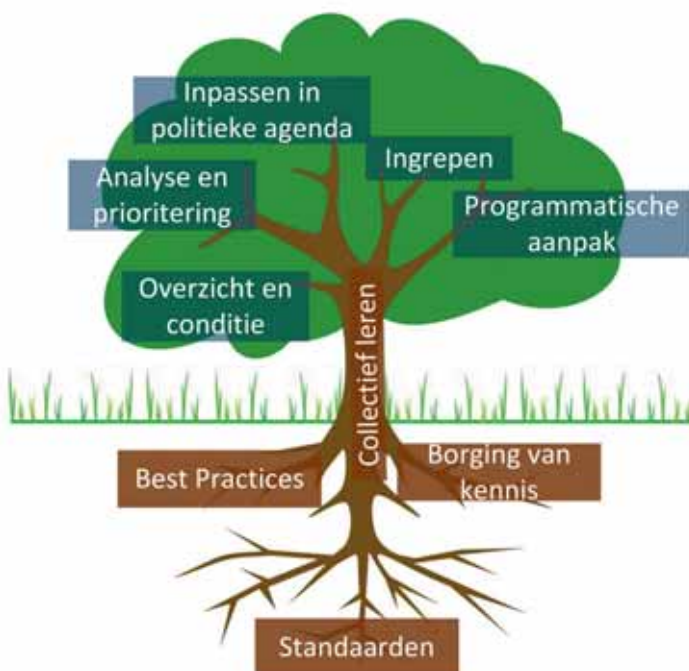 Inpassen in
politieke agenda
Ingrepen
Analyse en
prioritering
Programmatische
aanpak
Overzicht en
conditie
Collectief leren
Best Practices
Borging van
kennis
Standaarden